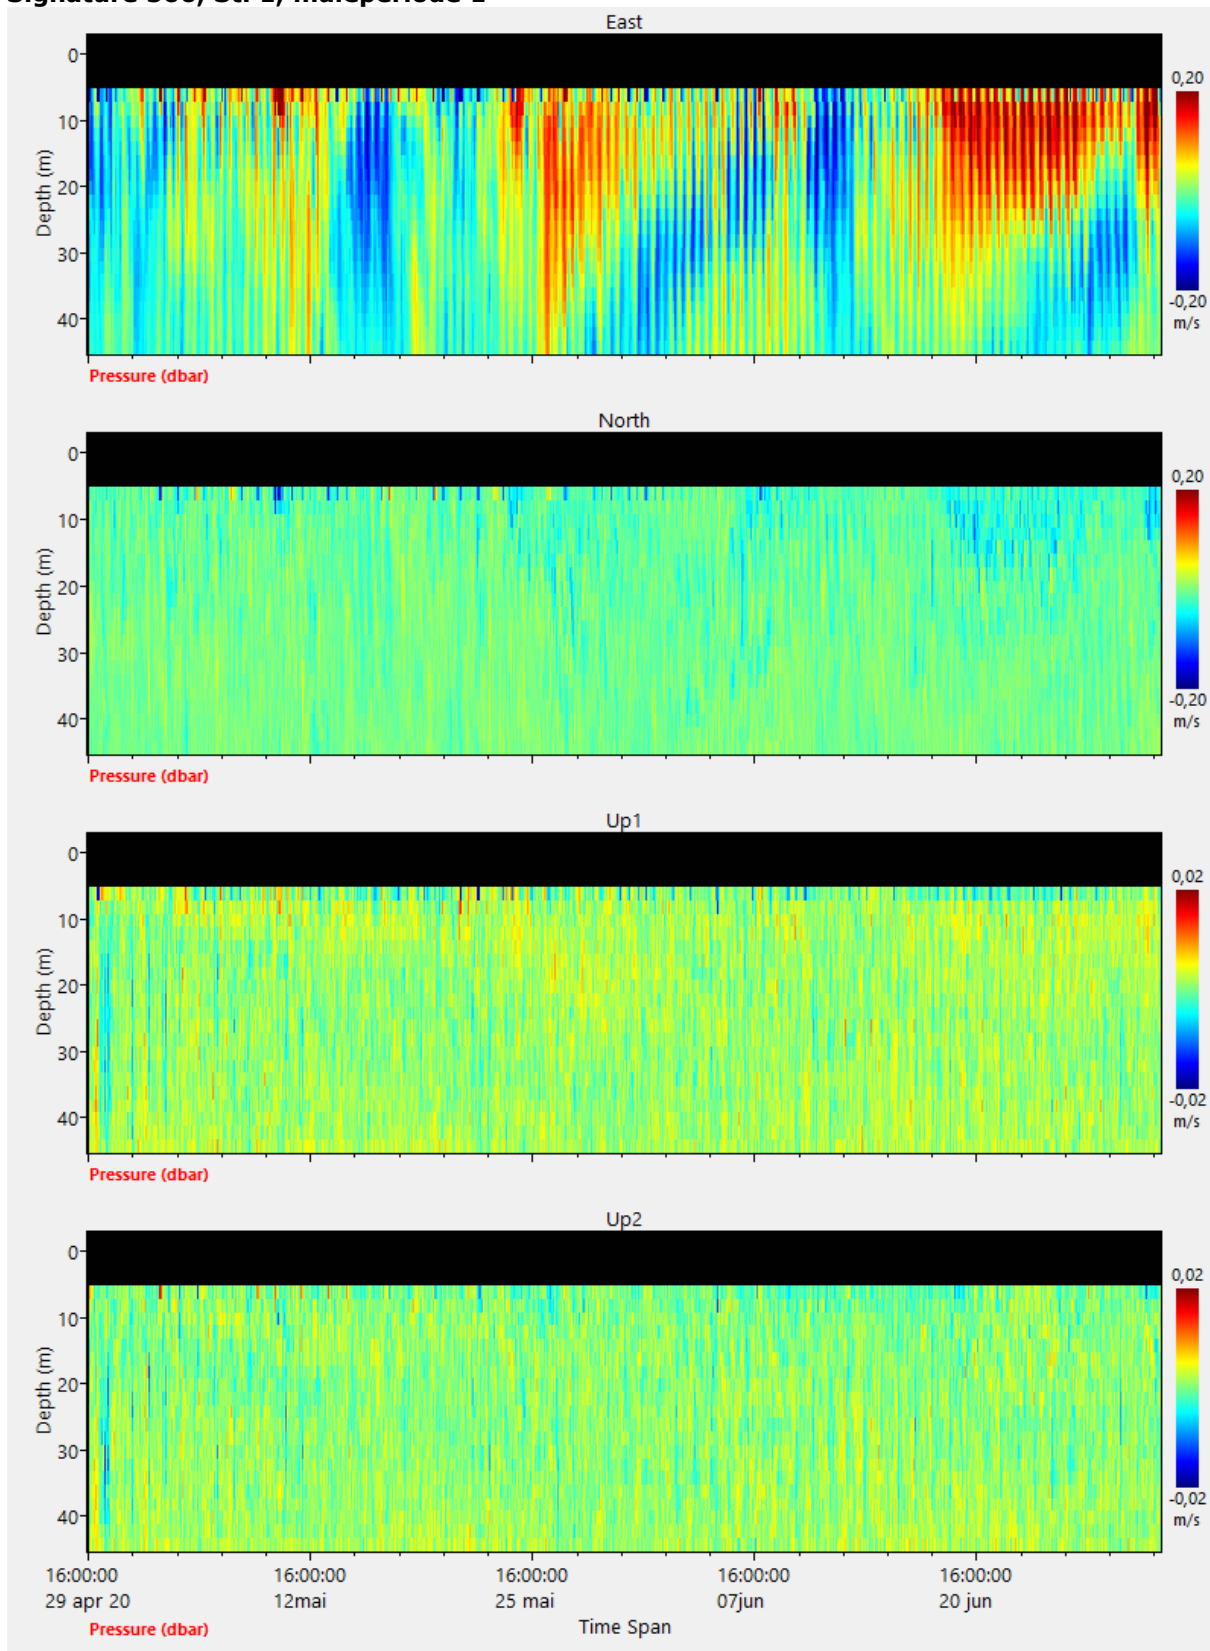 East
0
10
20
30
40
Depth (m)
0,20
-0,20
m/s
Pressure (dbar)
North
0
10
20
30
40
Depth (m)
0,20
-0,20
m/s
Pressure (dbar)
Up1
0
10
20
30
40
Depth (m)
0,02
-0,02
m/s
Pressure (dbar)
Up2
0
10
20
30
40
Depth (m)
0,02
-0,02
m/s
16:00:00 16:00:00 16:00:00 16:00:00 16:00:00
29 apr 20 12mai 25 mai 07jun 20 jun
Time Span
Pressure (dbar)